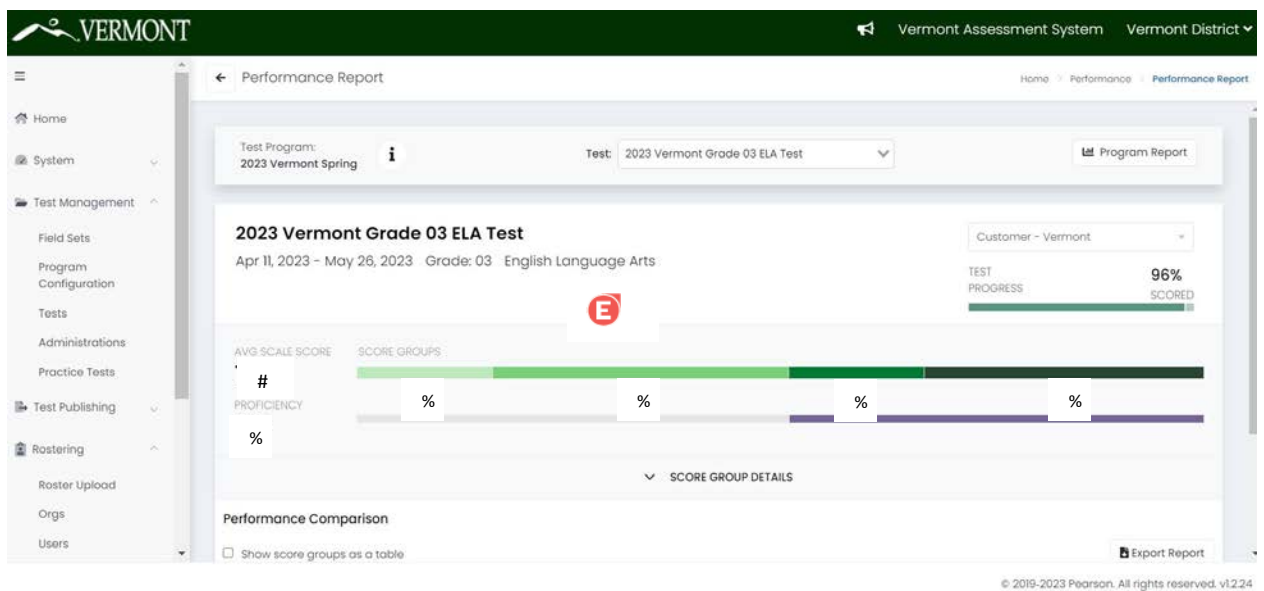 VERMONT
Vermont Assessment System
Vermont District
Performance Report
Home
Performance
Performance Report
Home
System
Test Management
Field Sets
Program
Configuration
Tests
Administrations
Practice Tests
Test Publishing
Rostering
Roster Upload
Orgs
Users
Test Program:
2023 Vermont Spring
i
Test:
2023 Vermont Grade 03 ELA Test
Program Report
2023 Vermont Grade 03 ELA Test
Apr 11, 2023 - May 26, 2023 Grade: 03 English Language Arts
Customer - Vermont
TEST
PROGRESS
96%
SCORED
E
AVG SCALE SCORE
SCORE GROUPS
#
% % % %
PROFICIENCY
%
SCORE GROUP DETAILS
Performance Comparison
Show score groups as a table
Export Report
© 2019-2023 Pearson. All rights reserved. v1.2.24